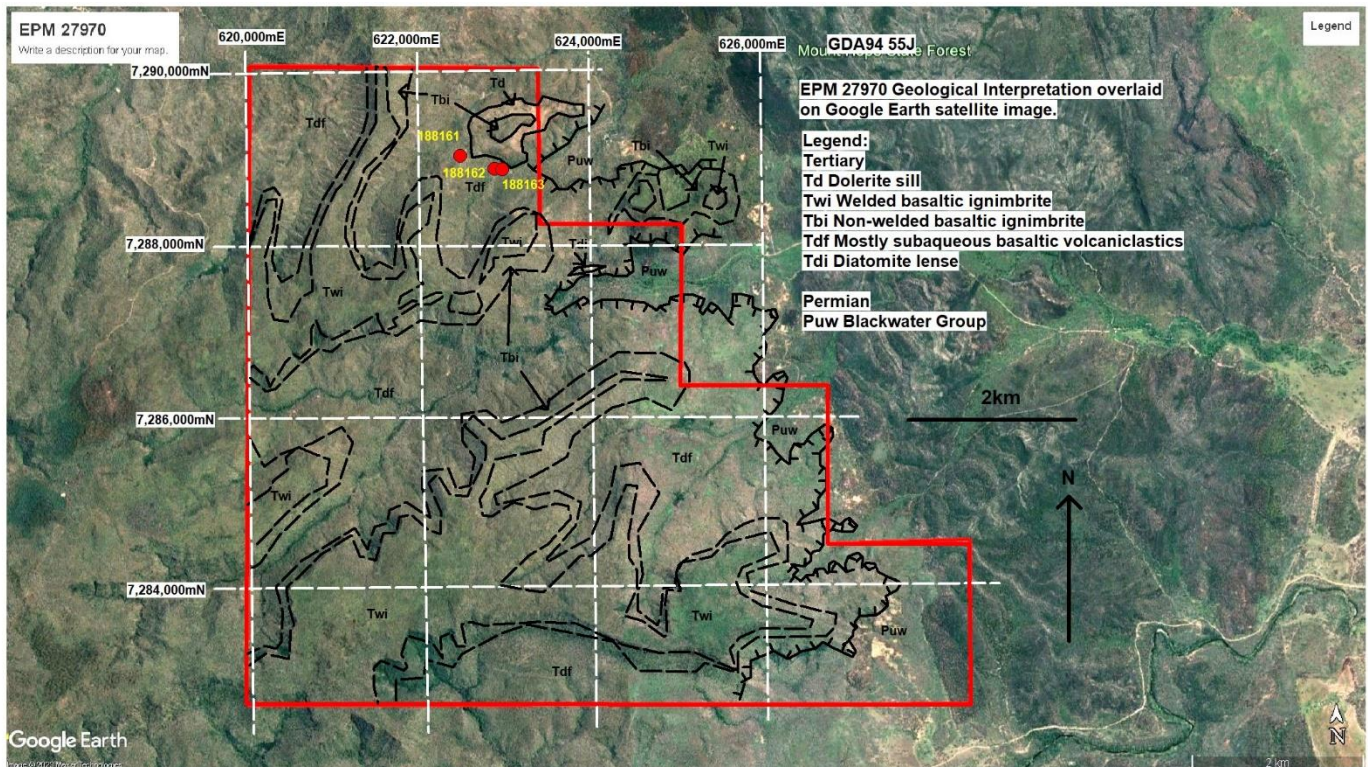 EPM 27970
Write a description for your map.
Legend
620,000mE
622,000mE
624,000mE
626,000mE
GDA94 55J
State Forest
7,290,000mN
7,288,000mN
7,286,000mN
7,284,000mN
EPM 27970 Geological Interpretation overlaid
on Google Earth satellite image.
Legend:
Tertiary
Td Dolerite sill
Twi Welded basaltic ignimbrite
Tbi Non-welded basaltic ignimbrite
Tdf Mostly subaqueous basaltic volcaniclastics
Tdi Diatomite lense
Permian
Puw Blackwater Group
Td
Tbi
Tdf
188161
188162
188163
Tdf
Puw
Tbi
Twi
Twi
Tdi
Puw
Twi
Tbi
Tdf
2km
Puw
Tdf
Twi
N
Twi
Twi
Puw
Tdf
Google Earth
N
2 km